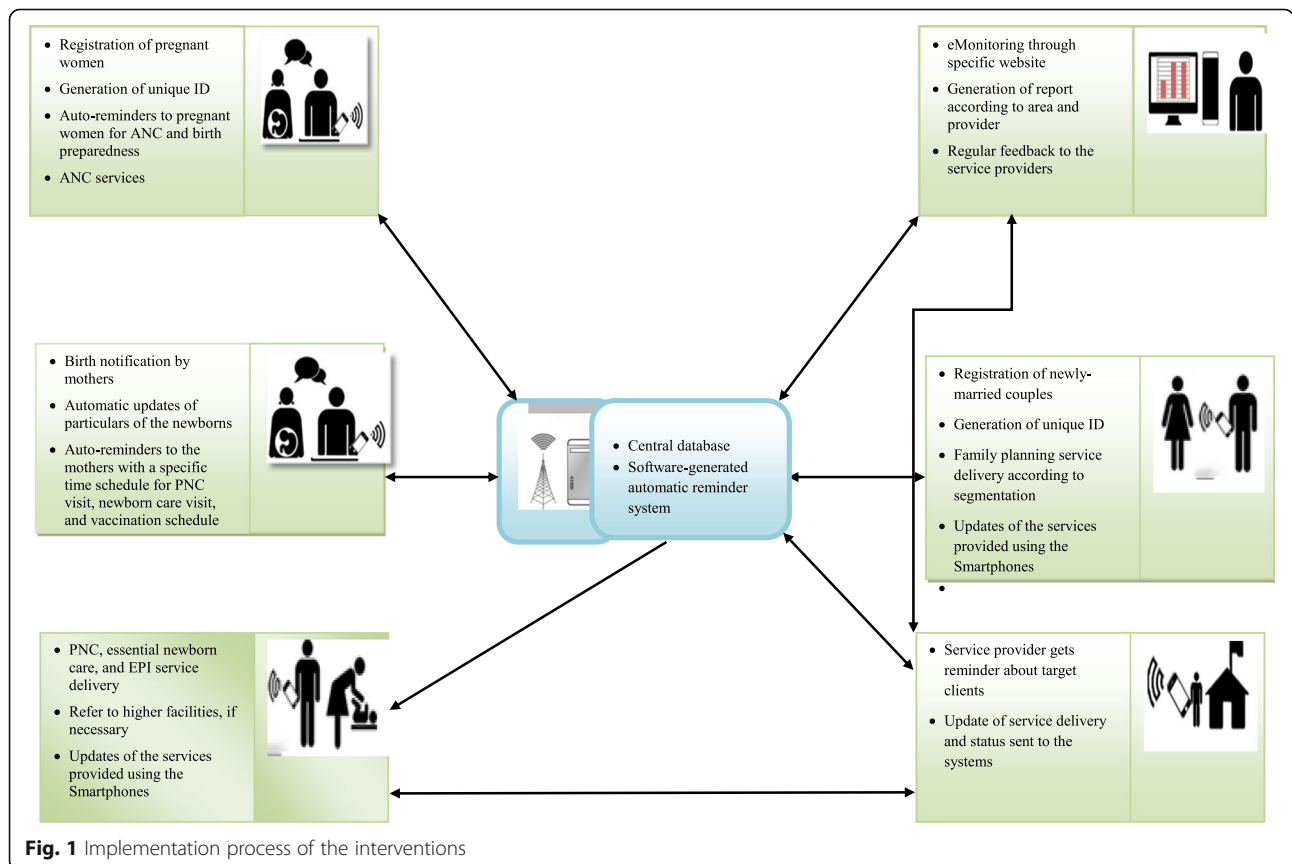 • Registration of pregnant
women
• Generation of unique ID
• Auto-reminders to pregnant
women for ANC and birth
preparedness
• ANC services
• eMonitoring through
specific website
• Generation of report
according to area and
provider
• Regular feedback to the
service providers
• Birth notification by
mothers
• Automatic updates of
particulars of the newborns
• Auto-reminders to the
mothers with a specific
time schedule for PNC
visit, newborn care visit,
and vaccination schedule
• Central database
• Software-generated
automatic reminder
system
• Registration of newly-
married couples
• Generation of unique ID
• Family planning service
delivery according to
segmentation
• Updates of the services
provided using the
Smartphones
•
• PNC, essential newborn
care, and EPI service
delivery
• Refer to higher facilities, if
necessary
• Updates of the services
provided using the
Smartphones
• Service provider gets
reminder about target
clients
• Update of service delivery
and status sent to the
systems
Fig. 1 Implementation process of the interventions